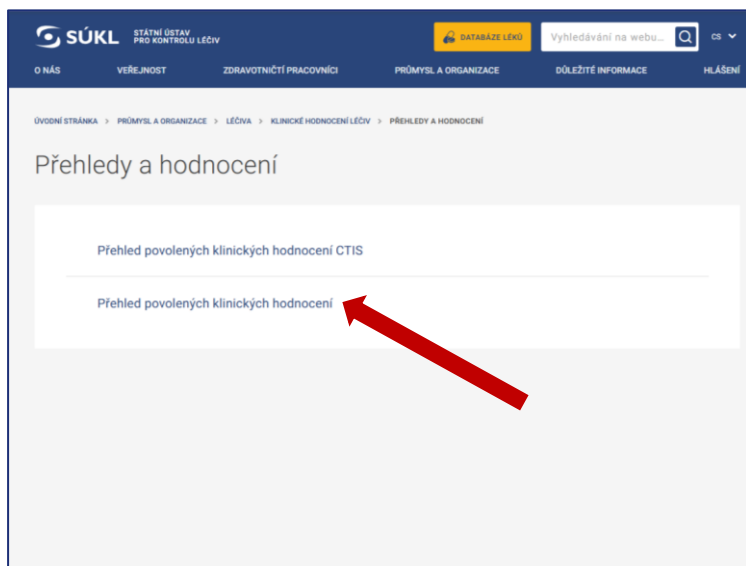 SÚKL STÁTNÍ ÚSTAV
PRO KONTROLU LÉČIV
DATABÁZE LÉKŮ
Vyhledávání na webu...
CS
O NÁS VEŘEJNOST ZDRAVOTNIČTÍ PRACOVNÍCI PRŮMYSL A ORGANIZACE DŮLEŽITÉ INFORMACE HLÁŠENÍ
ÚVODNÍ STRÁNKA > PRŮMYSL A ORGANIZACE > LÉČIVA > KLINICKÉ HODNOCENÍ LÉČIV > PŘEHLEDY A HODNOCENÍ
Přehledy a hodnocení
Přehled povolených klinických hodnocení CTIS
Přehled povolených klinických hodnocení